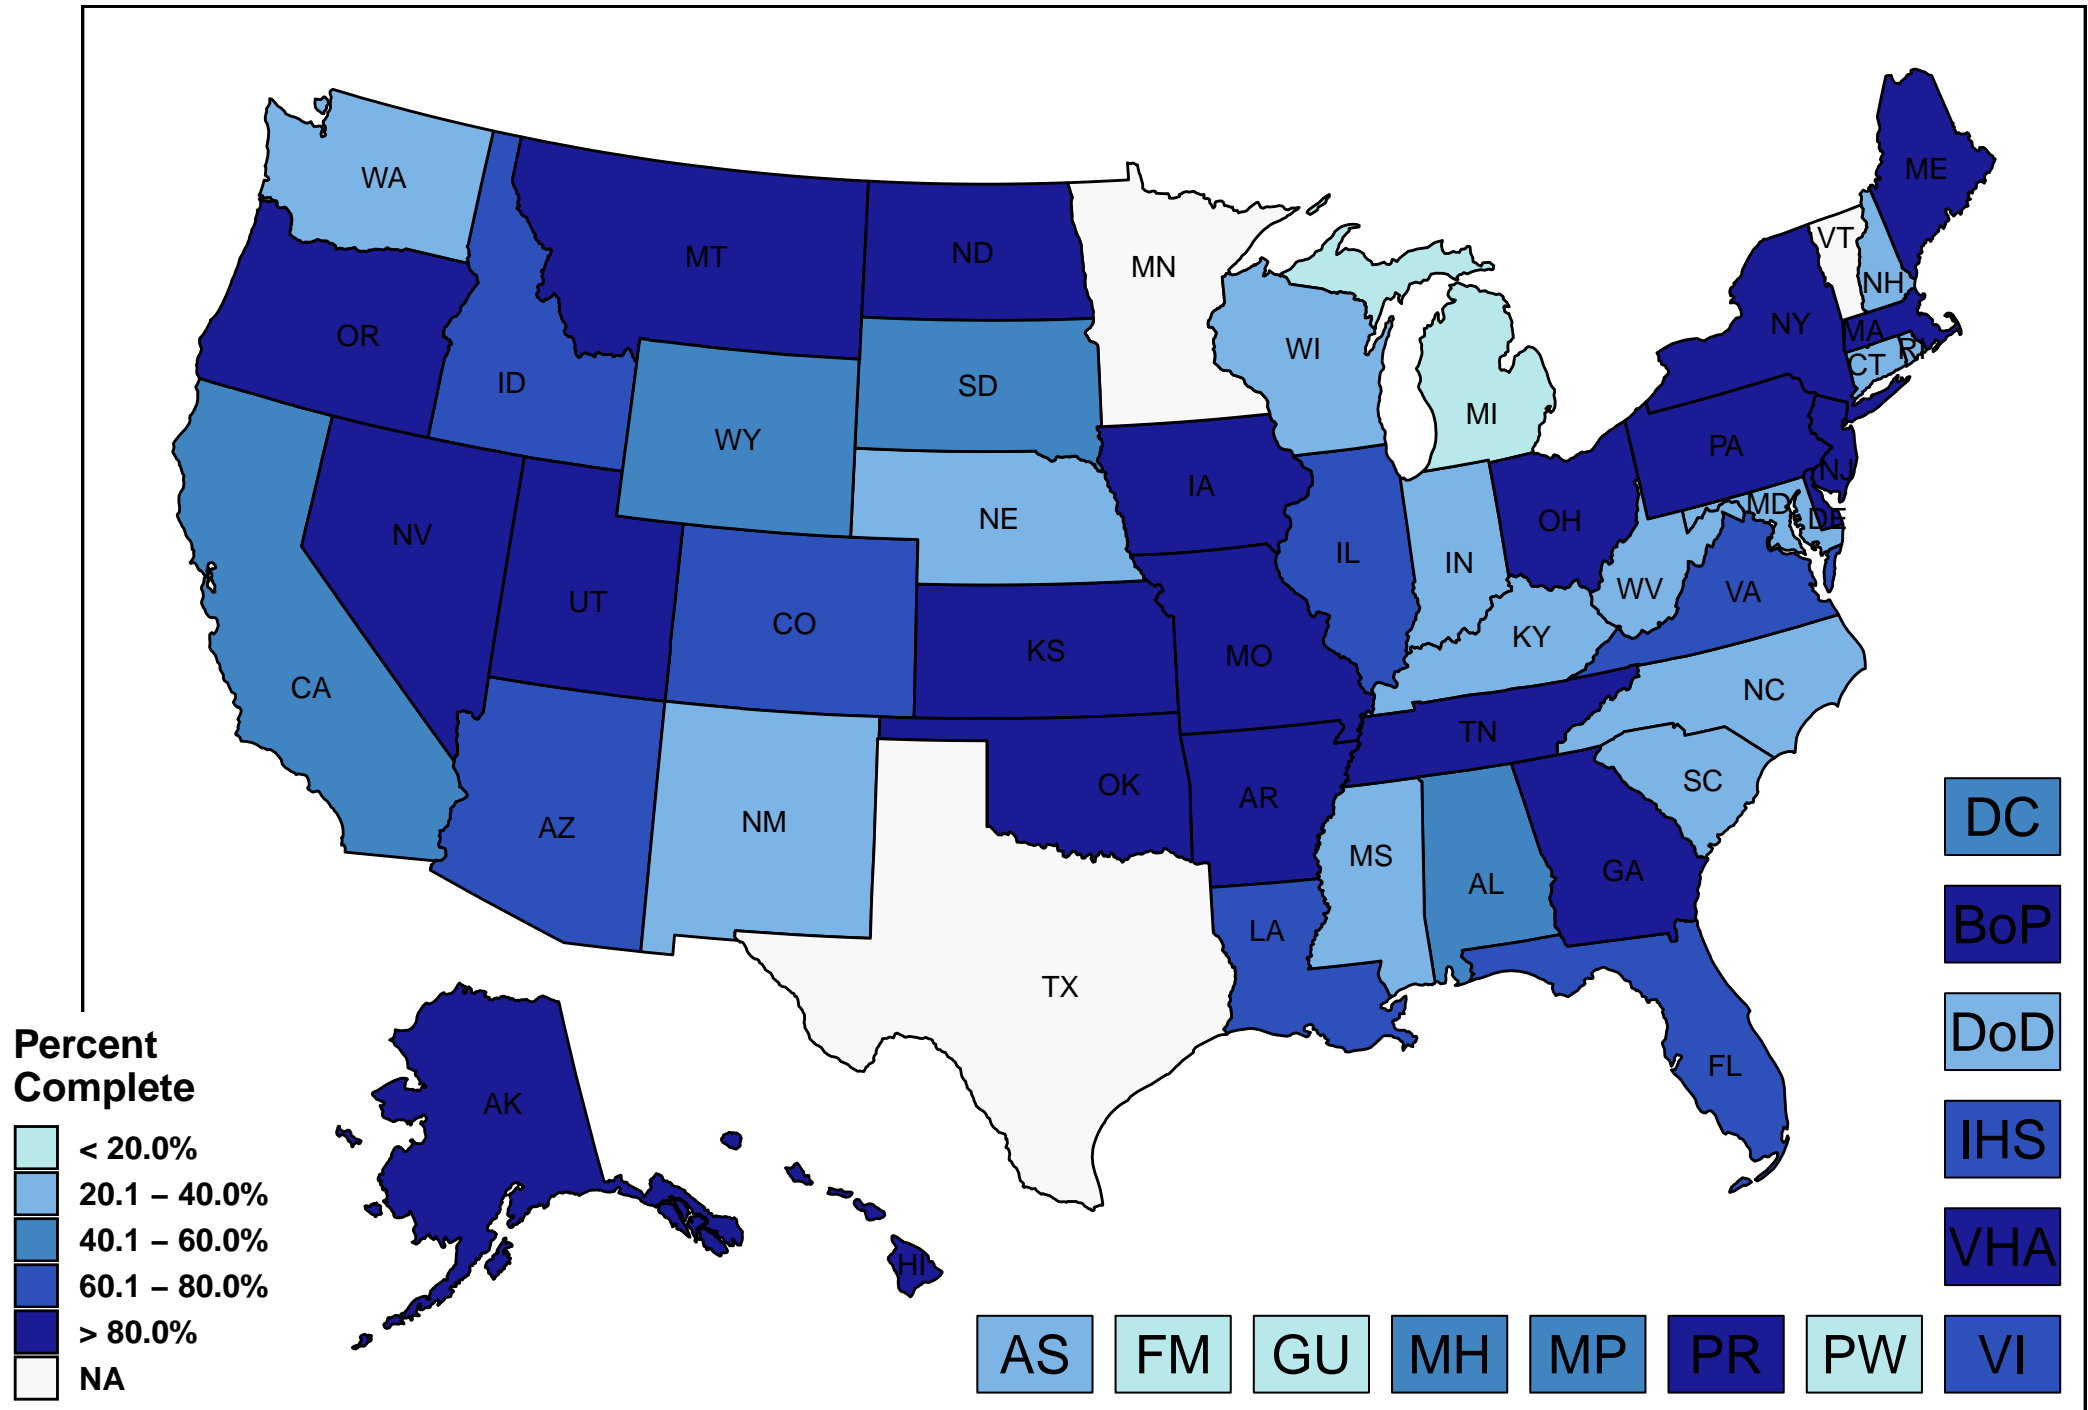 ME
WA
VT
MT
ND
MN
NH
OR
NY
MA
WI
RI
CT
ID
SD
MI
WY
PA
NJ
IA
MD
NE
OH
DE
NV
IL
IN
WV
VA
UT
CO
KY
KS
MO
CA
NC
TN
OK
SC
AR
DC
NM
AZ
MS
GA
AL
BoP
LA
TX
DoD
Percent
Complete
FL
AK
< 20.0%
IHS
20.1 – 40.0%
40.1 – 60.0%
VHA
HI
60.1 – 80.0%
> 80.0%
AS FM GU MH MP PR PW VI
NA